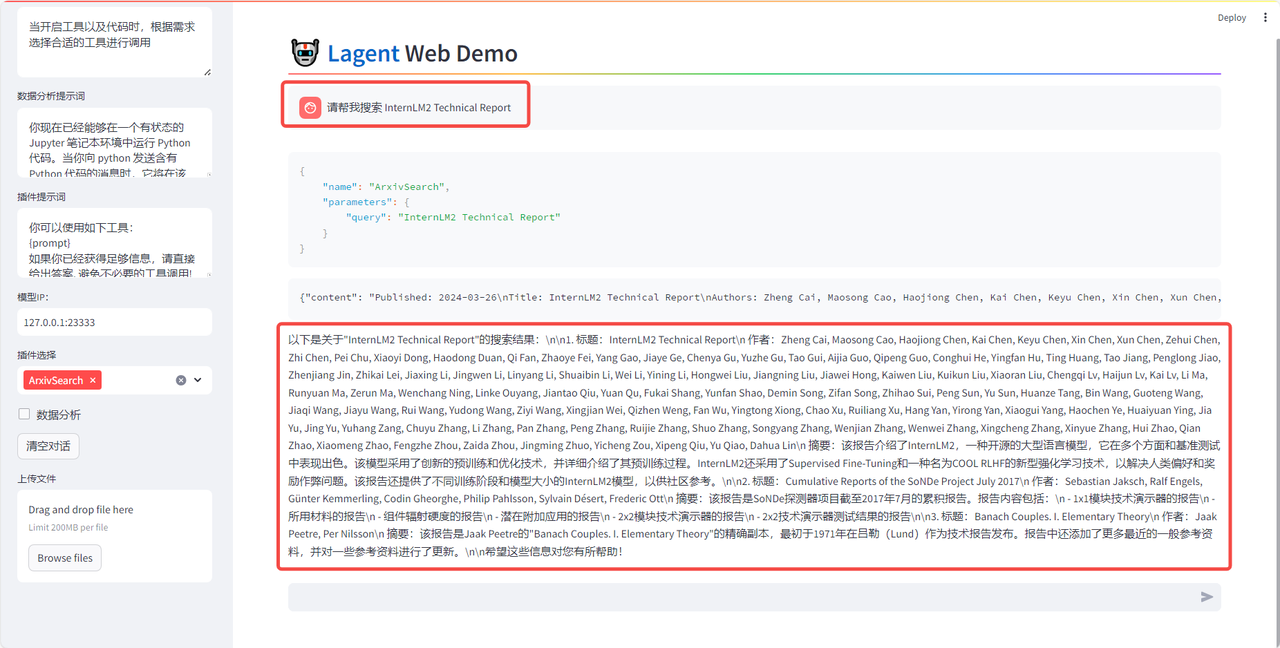 当开启工具以及代码时，根据需求
选择合适的工具进行调用
数据分析提示词
你现在已经能够在一个有状态的
Jupyter 笔记本环境中运行 Python
代码。当你向 python 发送含有
Python 代码的消息时，它将在该
插件提示词
你可以使用如下工具：
{prompt}
如果你已经获得足够信息，请直接
给出答案. 避免不必要的工具调用!
模型IP:
127.0.0.1:23333
插件选择
ArxivSearch ×
数据分析
清空对话
上传文件
Drag and drop file here
Limit 200MB per file
Browse files
Deploy
Lagent Web Demo
请帮我搜索 InternLM2 Technical Report
{
"name": "ArxivSearch",
"parameters": {
"query": "InternLM2 Technical Report"
}
}
{"content": "Published: 2024-03-26\nTitle: InternLM2 Technical Report\nAuthors: Zheng Cai, Maosong Cao, Haojiong Chen, Kai Chen, Keyu Chen, Xin Chen, Xun Chen,
以下是关于"InternLM2 Technical Report"的搜索结果：\n\n1. 标题：InternLM2 Technical Report\n 作者：Zheng Cai, Maosong Cao, Haojiong Chen, Kai Chen, Keyu Chen, Xin Chen, Xun Chen, Zehui Chen,
Zhi Chen, Pei Chu, Xiaoyi Dong, Haodong Duan, Qi Fan, Zhaoye Fei, Yang Gao, Jiaye Ge, Chenya Gu, Yuzhe Gu, Tao Gui, Aijia Guo, Qipeng Guo, Conghui He, Yingfan Hu, Ting Huang, Tao Jiang, Penglong Jiao,
Zhenjiang Jin, Zhikai Lei, Jiaxing Li, Jingwen Li, Linyang Li, Shuaibin Li, Wei Li, Yining Li, Hongwei Liu, Jiangning Liu, Jiawei Hong, Kaiwen Liu, Kuikun Liu, Xiaoran Liu, Chengqi Lv, Haijun Lv, Kai Lv, Li Ma,
Runyuan Ma, Zerun Ma, Wenchang Ning, Linke Ouyang, Jiantao Qiu, Yuan Qu, Fukai Shang, Yunfan Shao, Demin Song, Zifan Song, Zhihao Sui, Peng Sun, Yu Sun, Huanze Tang, Bin Wang, Guoteng Wang,
Jiaqi Wang, Jiayu Wang, Rui Wang, Yudong Wang, Ziyi Wang, Xingjian Wei, Qizhen Weng, Fan Wu, Yingtong Xiong, Chao Xu, Ruiliang Xu, Hang Yan, Yirong Yan, Xiaogui Yang, Haochen Ye, Huaiyuan Ying, Jia
Yu, Jing Yu, Yuhang Zang, Chuyu Zhang, Li Zhang, Pan Zhang, Peng Zhang, Ruijie Zhang, Shuo Zhang, Songyang Zhang, Wenjian Zhang, Wenwei Zhang, Xingcheng Zhang, Xinyue Zhang, Hui Zhao, Qian
Zhao, Xiaomeng Zhao, Fengzhe Zhou, Zaida Zhou, Jingming Zhuo, Yicheng Zou, Xipeng Qiu, Yu Qiao, Dahua Lin\n 摘要：该报告介绍了InternLM2，一种开源的大型语言模型，它在多个方面和基准测试
中表现出色。该模型采用了创新的预训练和优化技术，并详细介绍了其预训练过程。InternLM2还采用了Supervised Fine-Tuning和一种名为COOL RLHF的新型强化学习技术，以解决人类偏好和奖
励作弊问题。该报告还提供了不同训练阶段和模型大小的InternLM2模型，以供社区参考。\n\n2. 标题：Cumulative Reports of the SoNDe Project July 2017\n 作者：Sebastian Jaksch, Ralf Engels,
Günter Kemmerling, Codin Gheorghe, Philip Pahlsson, Sylvain Désert, Frederic Ott\n 摘要：该报告是SoNDe探测器项目截至2017年7月的累积报告。报告内容包括：\n - 1x1模块技术演示器的报告\n -
所用材料的报告\n - 组件辐射硬度的报告\n - 潜在附加应用的报告\n - 2x2模块技术演示器的报告\n - 2x2技术演示器测试结果的报告\n\n3. 标题：Banach Couples. I. Elementary Theory\n 作者：Jaak
Peetre, Per Nilsson\n 摘要：该报告是Jaak Peetre的"Banach Couples. I. Elementary Theory"的精确副本，最初于1971年在吕勒（Lund）作为技术报告发布。报告中还添加了更多最近的一般参考资
料，并对一些参考资料进行了更新。\n\n希望这些信息对您有所帮助！